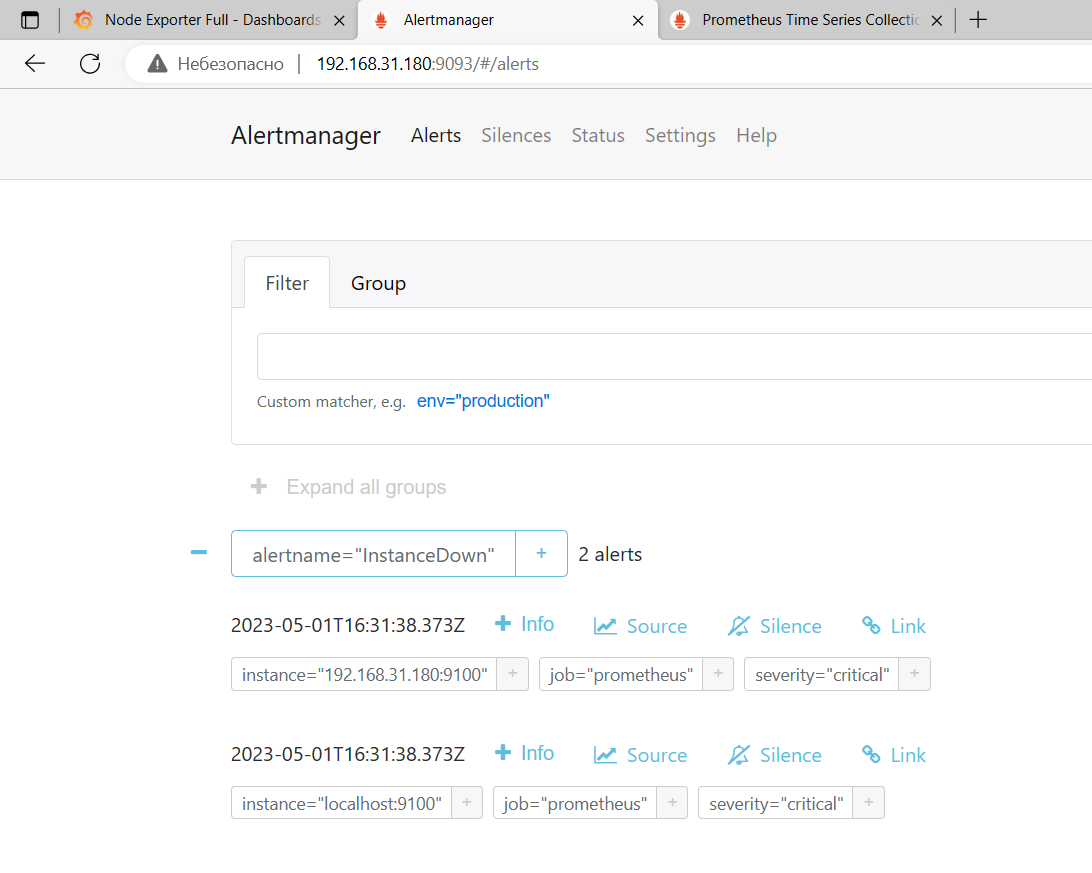 Node Exporter Full - Dashboards
Alertmanager
Prometheus Time Series Collectio
Небезопасно
192.168.31.180:9093/#/alerts
Alertmanager Alerts Silences Status Settings Help
Filter Group
Custom matcher, e.g. env="production"
+ Expand all groups
alertname="InstanceDown" + 2 alerts
2023-05-01T16:31:38.373Z + Info Source Silence Link
instance="192.168.31.180:9100" + job="prometheus" + severity="critical" +
2023-05-01T16:31:38.373Z + Info Source Silence Link
instance="localhost:9100" + job="prometheus" + severity="critical" +